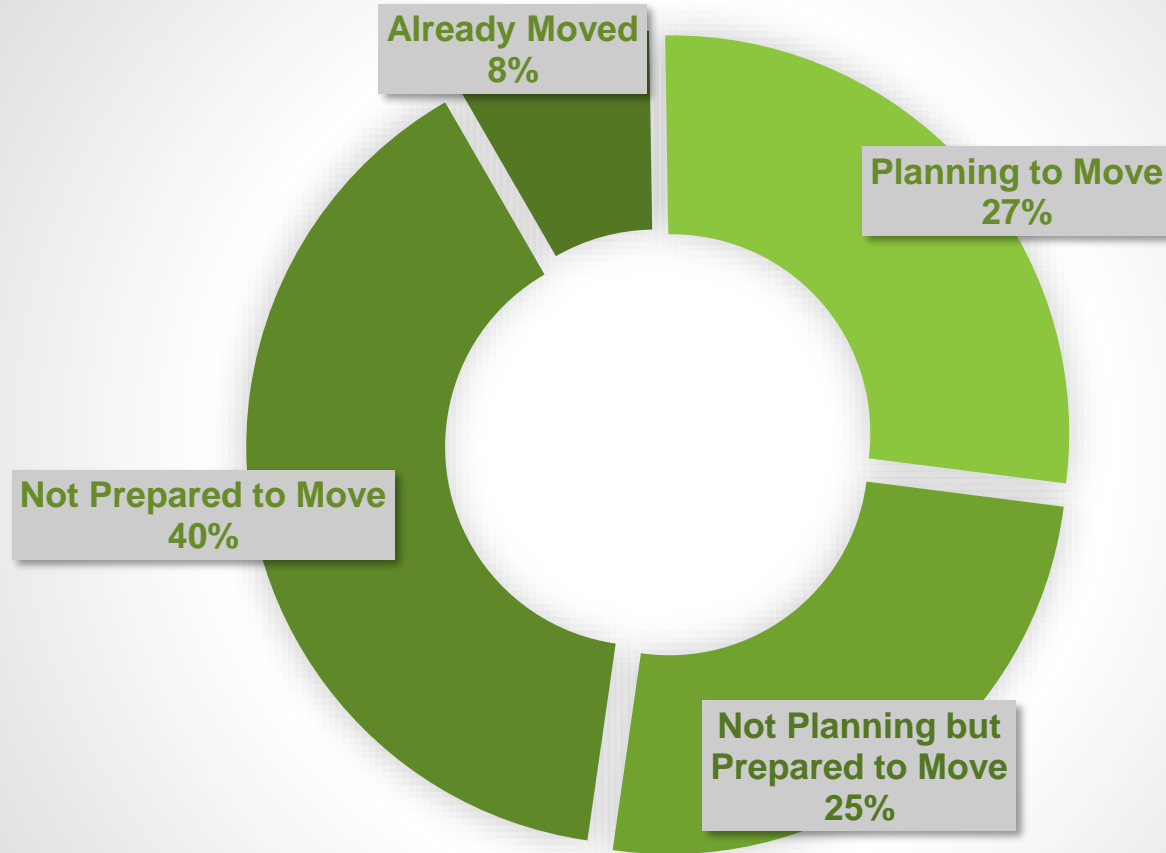 Already Moved
8%
Planning to Move
27%
Not Prepared to Move
40%
Not Planning but
Prepared to Move
25%